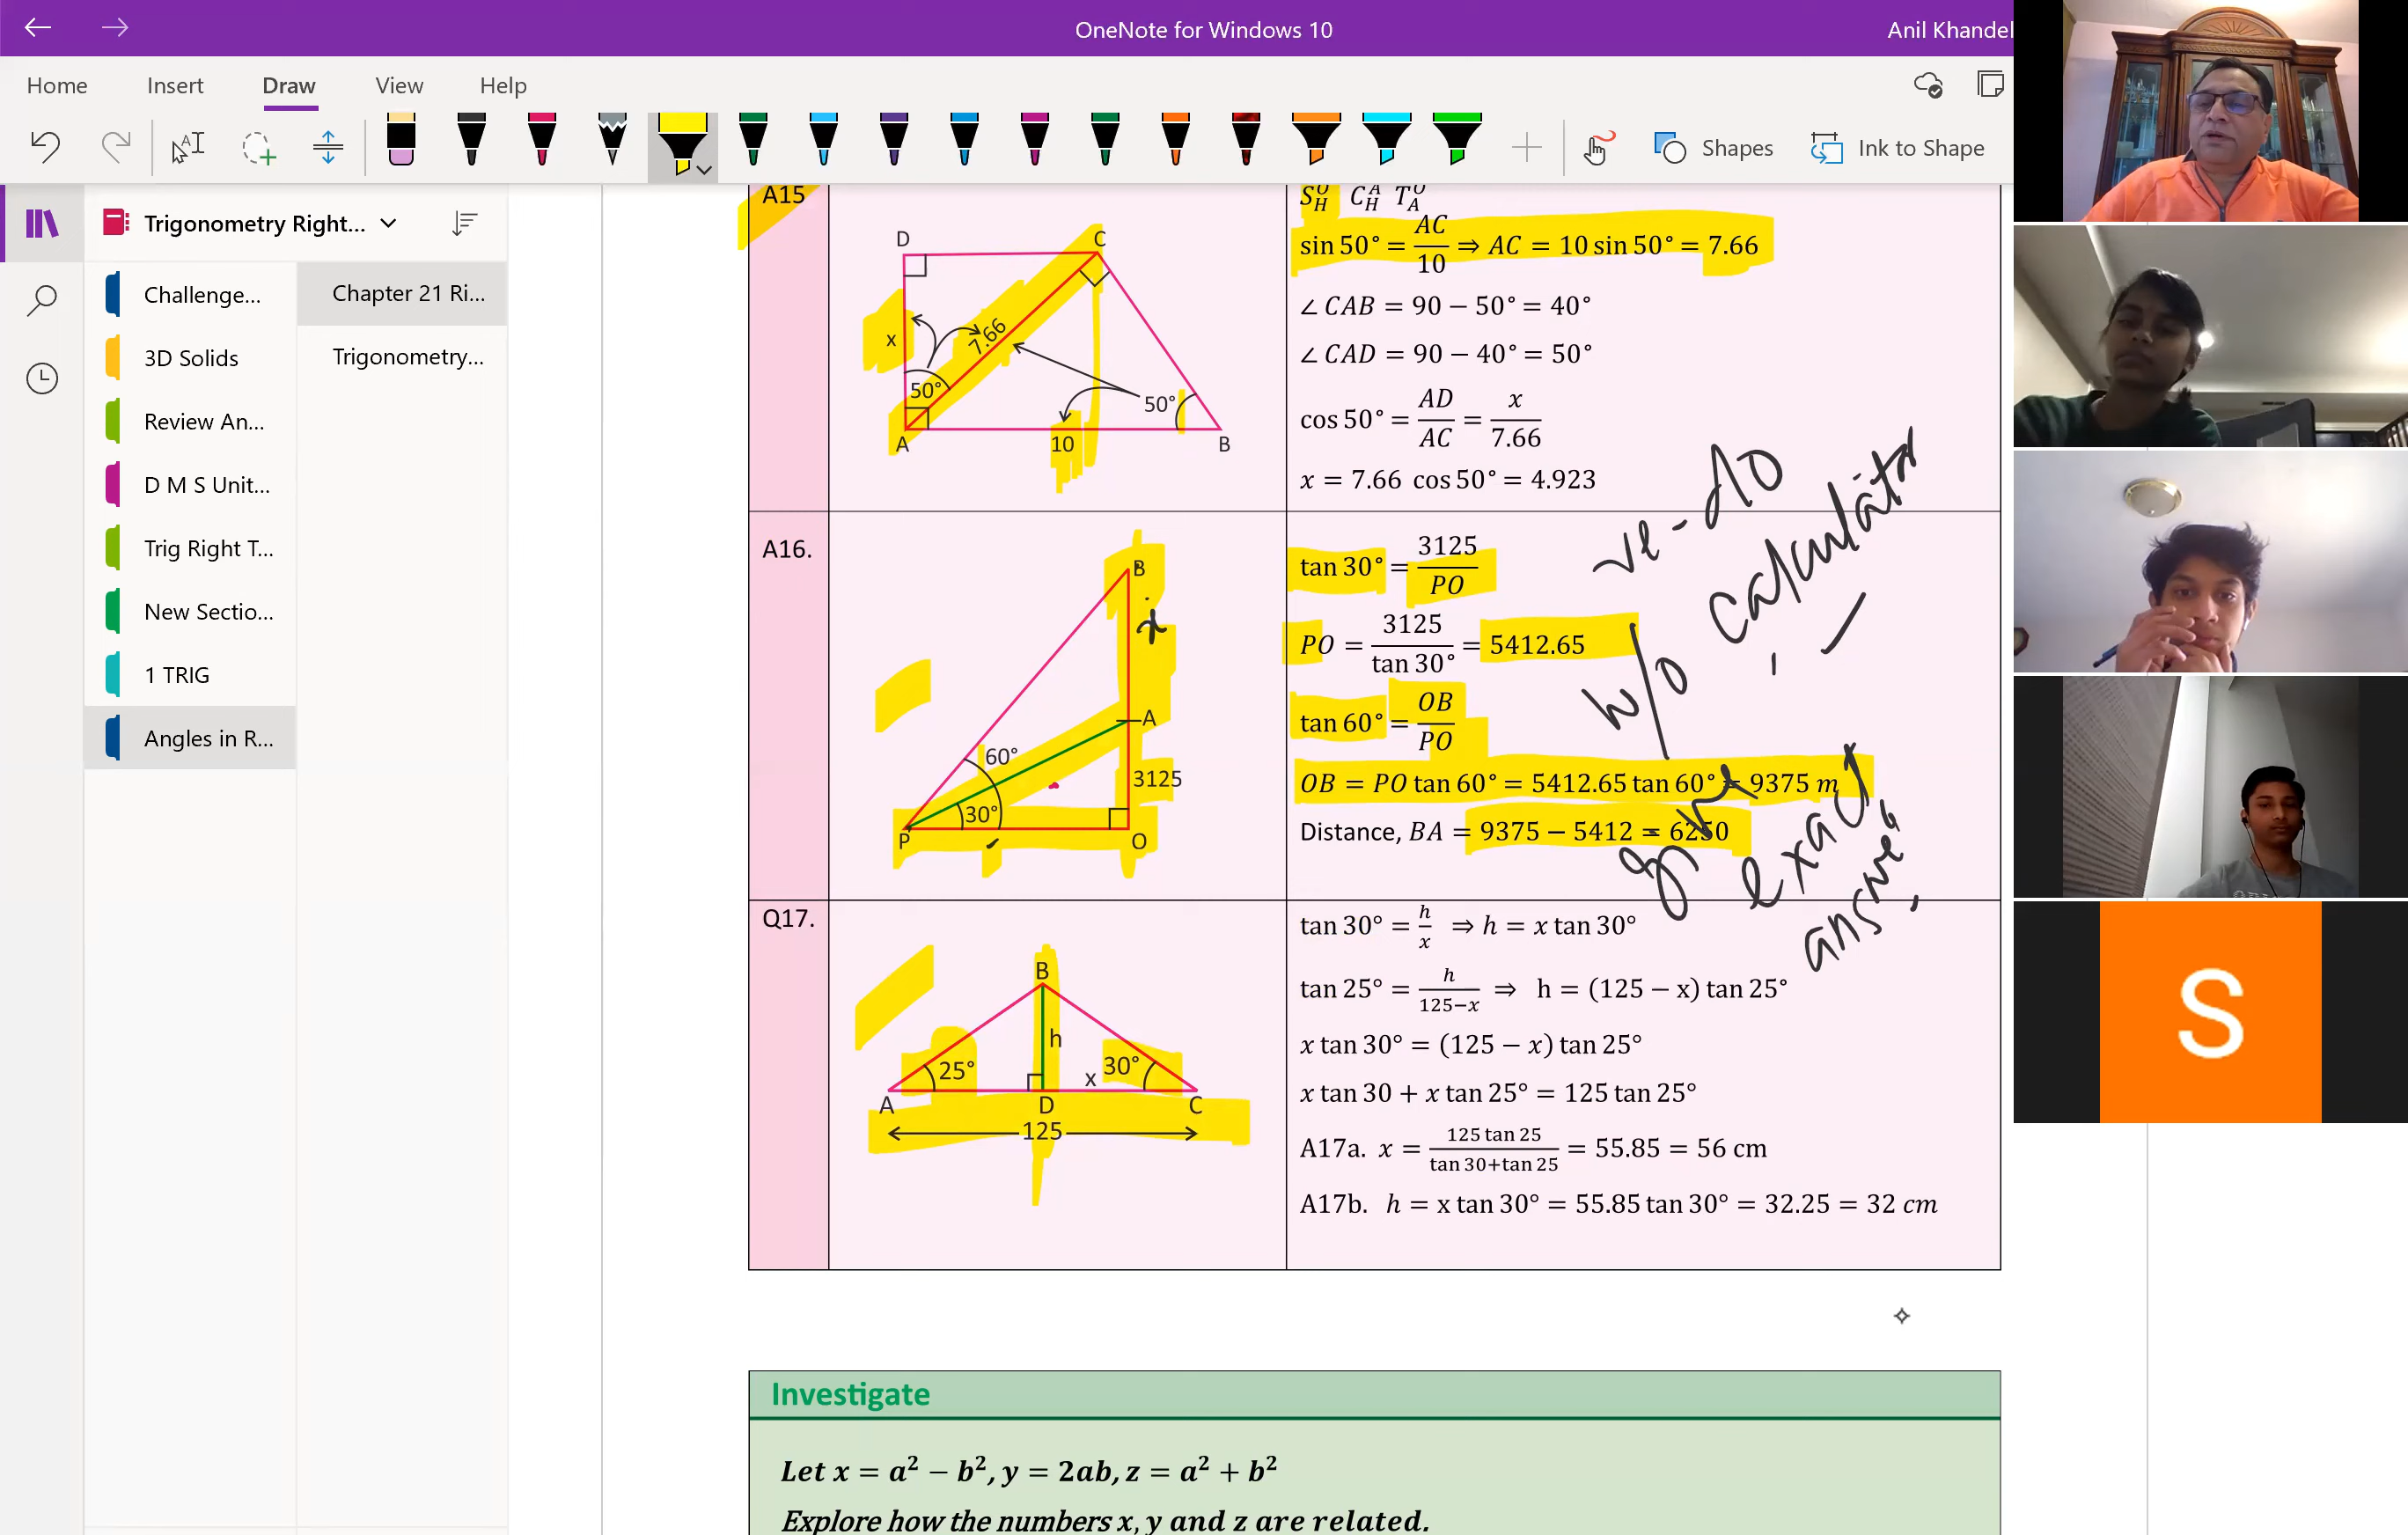 OneNote for Windows 10
Anil Khandel
Home Insert Draw View Help
Shapes
Ink to Shape
Trigonometry Right...
Challenge...
3D Solids
Review An...
D M S Unit...
Trig Right T...
New Sectio...
1 TRIG
Angles in R...
Chapter 21 Ri...
Trigonometry...
A15
D C
x 7.66
50° 50°
A 10 B
S^O_H C^A_H T^O_A
sin 50° = AC/10 ⇒ AC = 10 sin 50° = 7.66
∠ CAB = 90 − 50° = 40°
∠ CAD = 90 − 40° = 50°
cos 50° = AD/AC = x/7.66
x = 7.66 cos 50° = 4.923
A16.
B
x
A
60°
3125
30°
P O
tan 30° = 3125/PO
PO = 3125/tan 30° = 5412.65
tan 60° = OB/PO
OB = PO tan 60° = 5412.65 tan 60° = 9375 m
Distance, BA = 9375 − 5412 = 6250
w/o calculator
give exact
answer
Q17.
B
h
25° x 30°
A D C
125
tan 30° = h/x ⇒ h = x tan 30°
tan 25° = h/125−x ⇒ h = (125 − x) tan 25°
x tan 30° = (125 − x) tan 25°
x tan 30 + x tan 25° = 125 tan 25°
A17a. x = 125 tan 25/tan 30+tan 25 = 55.85 = 56 cm
A17b. h = x tan 30° = 55.85 tan 30° = 32.25 = 32 cm
Investigate
Let x = a² − b², y = 2ab, z = a² + b²
Explore how the numbers x, y and z are related.
S